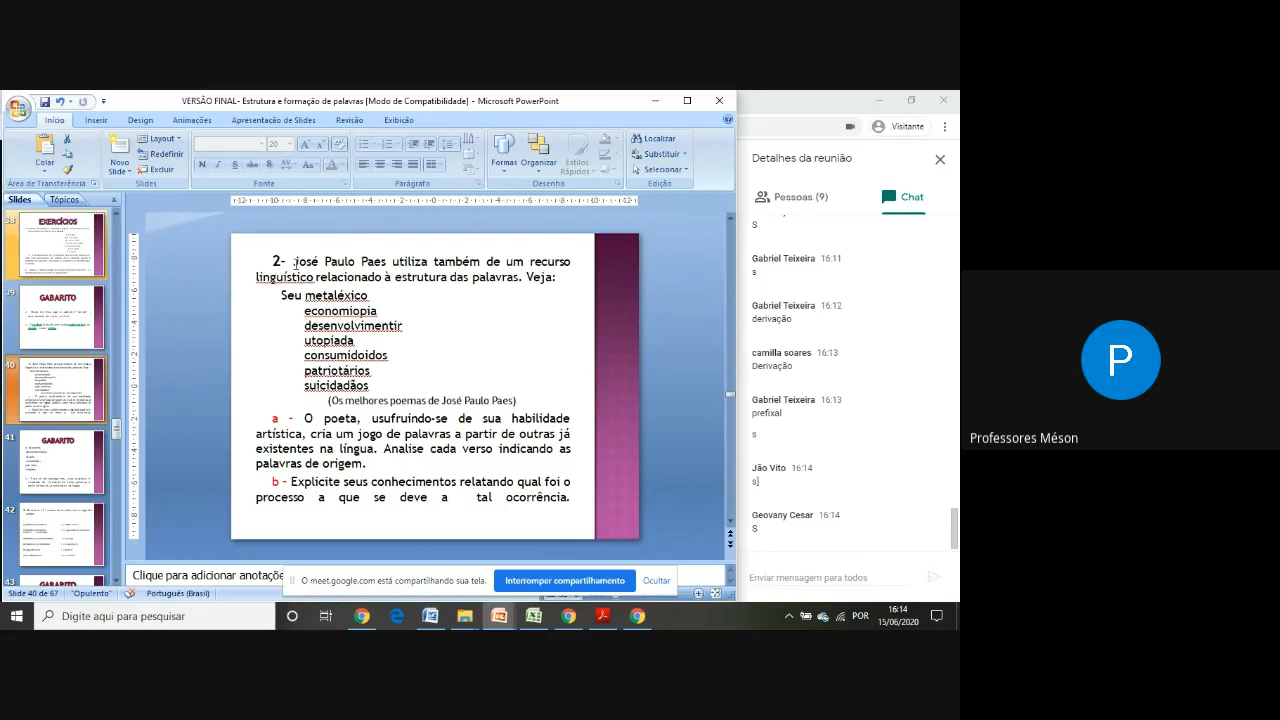 VERSÃO FINAL- Estrutura e formação de palavras [Modo de Compatibilidade] - Microsoft PowerPoint
Início Inserir Design Animações Apresentação de Slides Revisão Exibição
Colar
Área de Transferência
Novo Slide
Layout
Redefinir
Excluir
Slides
20
N I S
Fonte
Parágrafo
Formas Organizar Estilos Rápidos
Desenho
Localizar
Substituir
Selecionar
Edição
Slides Tópicos
38
EXERCÍCIOS
39
GABARITO
40
41
GABARITO
42
43
GABARITO
2- .josé Paulo Paes utiliza também de um recurso
linguístico relacionado à estrutura das palavras. Veja:
Seu metaléxico
economiopia
desenvolvimentir
utopiada
consumidoidos
patriotários
suicidadãos
(Os melhores poemas de José Paulo Paes)
a - O poeta, usufruindo-se de sua habilidade
artística, cria um jogo de palavras a partir de outras já
existentes na língua. Analise cada verso indicando as
palavras de origem.
b - Explicite seus conhecimentos relatando qual foi o
processo a que se deve a tal ocorrência.
Clique para adicionar anotaçõe
O meet.google.com está compartilhando sua tela.
Interromper compartilhamento
Ocultar
Slide 40 de 67 "Opulento" Português (Brasil)
Digite aqui para pesquisar
POR
16:14
15/06/2020
Visitante
Detalhes da reunião
Pessoas (9) Chat
S
Gabriel Teixeira 16:11
s
Gabriel Teixeira 16:12
derivação
camilla soares 16:13
Derivação
Gabriel Teixeira 16:13
prefixal
s
Jão Vito 16:14
s]
Geovany Cesar 16:14
S
Enviar mensagem para todos
P
Professores Méson